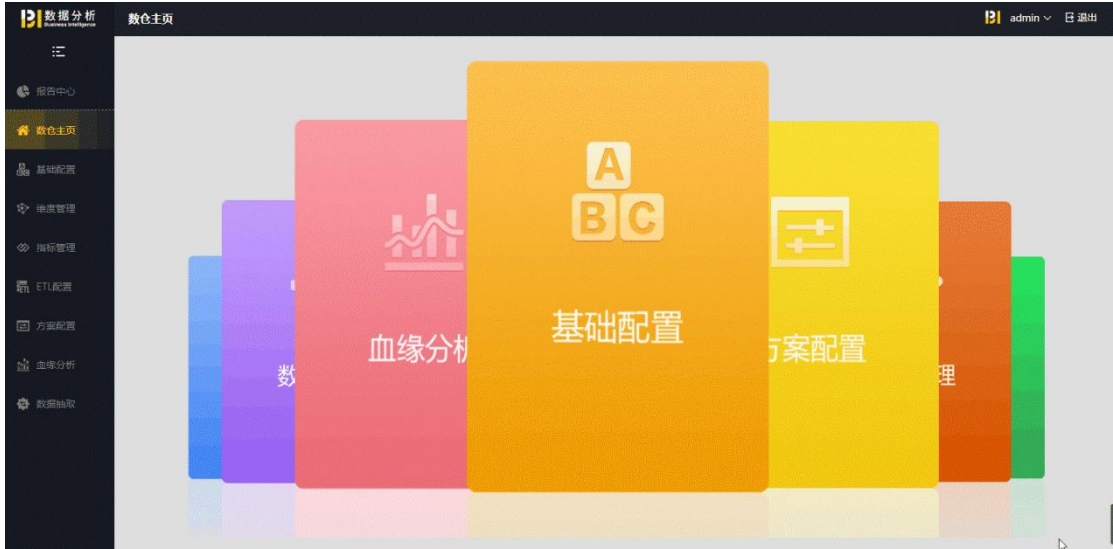 数据分析
Business Intelligence
数仓主页
admin
退出
报告中心
数仓主页
基础配置
维度管理
指标管理
ETL配置
方案配置
血缘分析
数据抽取
A
B C
基础配置
血缘分析
方案配置
数
理